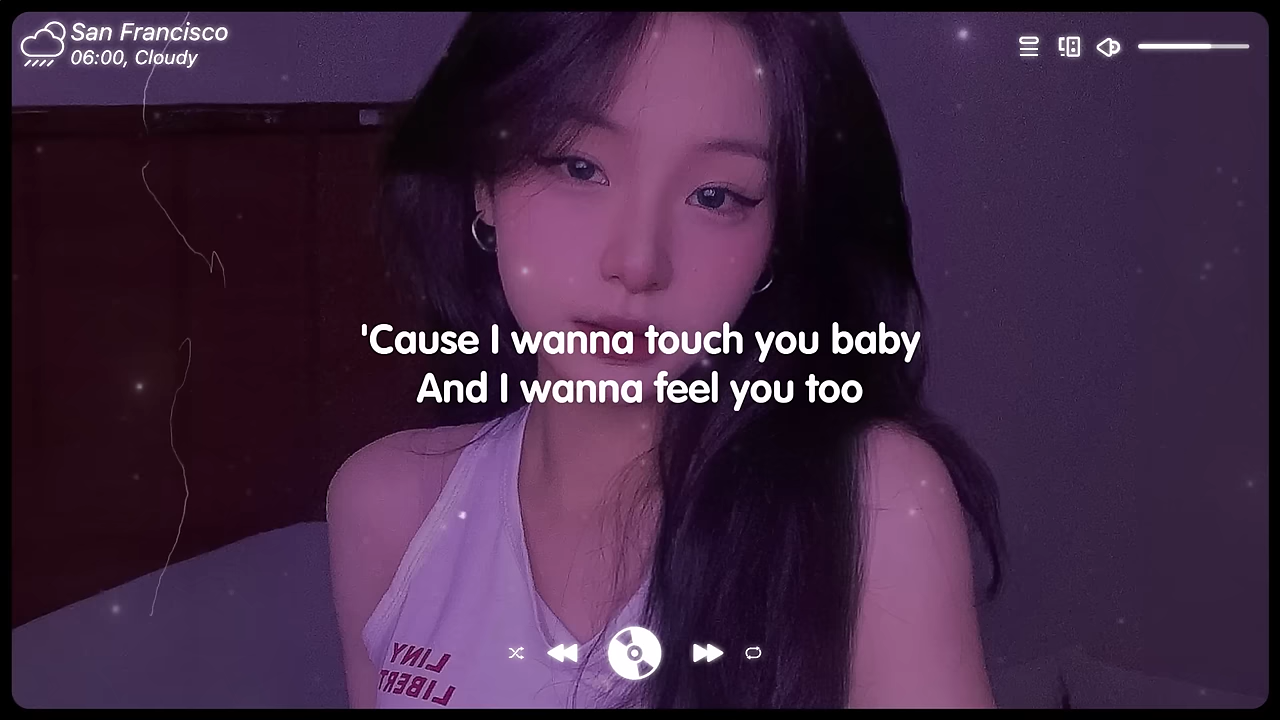 San Francisco
06:00, Cloudy
'Cause I wanna touch you baby
And I wanna feel you too
LINY
LIBERT